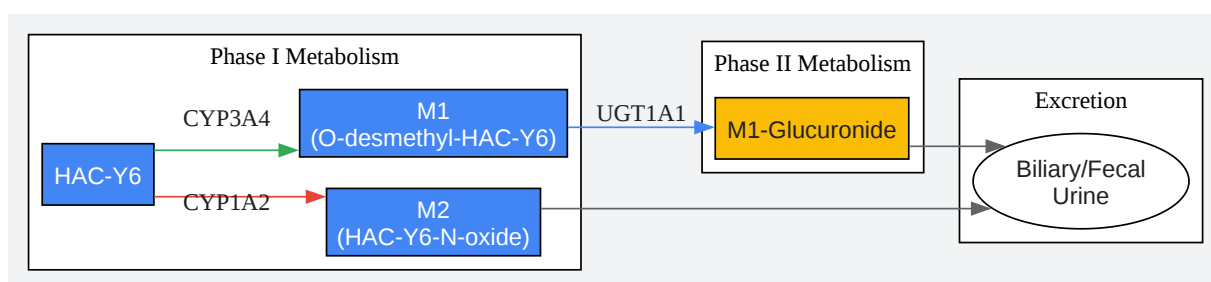 Phase I Metabolism
HAC-Y6
CYP3A4
CYP1A2
M1
(O-desmethyl-HAC-Y6)
M2
(HAC-Y6-N-oxide)
UGT1A1
Phase II Metabolism
M1-Glucuronide
Excretion
Biliary/Fecal
Urine